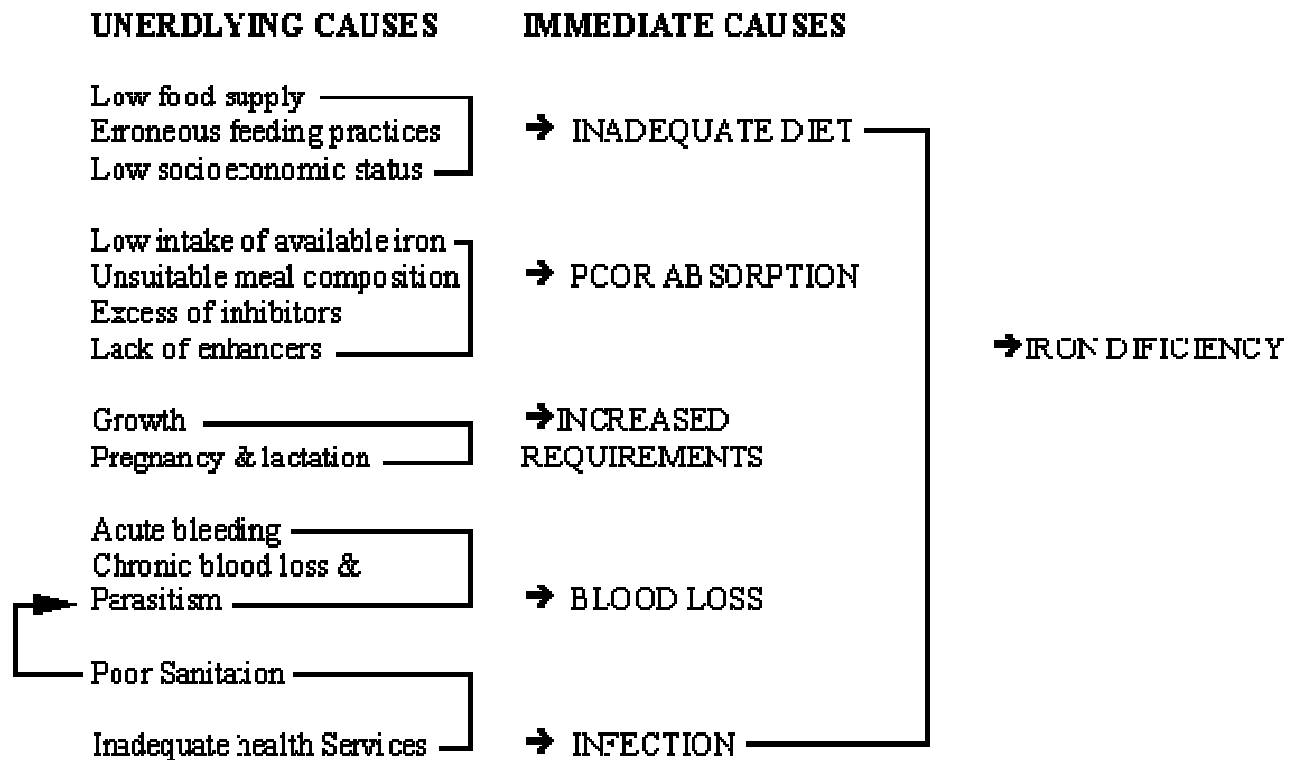 UNERDLYING CAUSES IMMEDIATE CAUSES
Low food supply
Erroneous feeding practices ➔ INADEQUATE DIET
Low socioeconomic status
Low intake of available iron
Unsuitable meal composition ➔ POOR ABSORPTION
Excess of inhibitors
Lack of enhancers ➔IRON DIFICIENCY
Growth ➔INCREASED
Pregnancy & lactation REQUIREMENTS
Acute bleeding
Chronic blood loss &
Parasitism ➔ BLOOD LOSS
Poor Sanitation
Inadequate health Services ➔ INFECTION